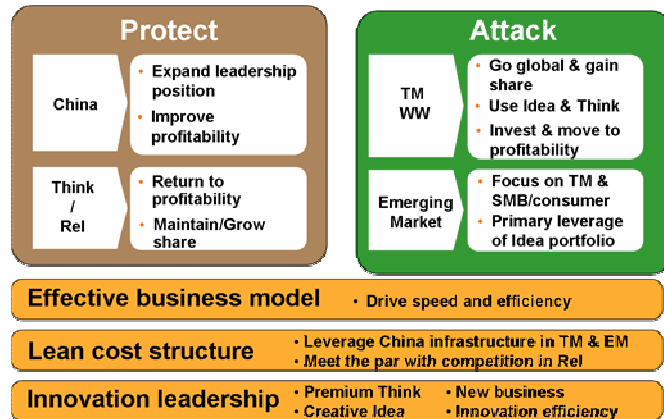 Protect
China
• Expand leadership
position
• Improve
profitability
Think
/
Rel
• Return to
profitability
• Maintain/Grow
share
Attack
TM
WW
• Go global & gain
share
• Use Idea & Think
• Invest & move to
profitability
Emerging
Market
• Focus on TM &
SMB/consumer
• Primary leverage
of Idea portfolio
Effective business model
• Drive speed and efficiency
Lean cost structure
• Leverage China infrastructure in TM & EM
• Meet the par with competition in Rel
Innovation leadership
• Premium Think
• Creative Idea
• New business
• Innovation efficiency